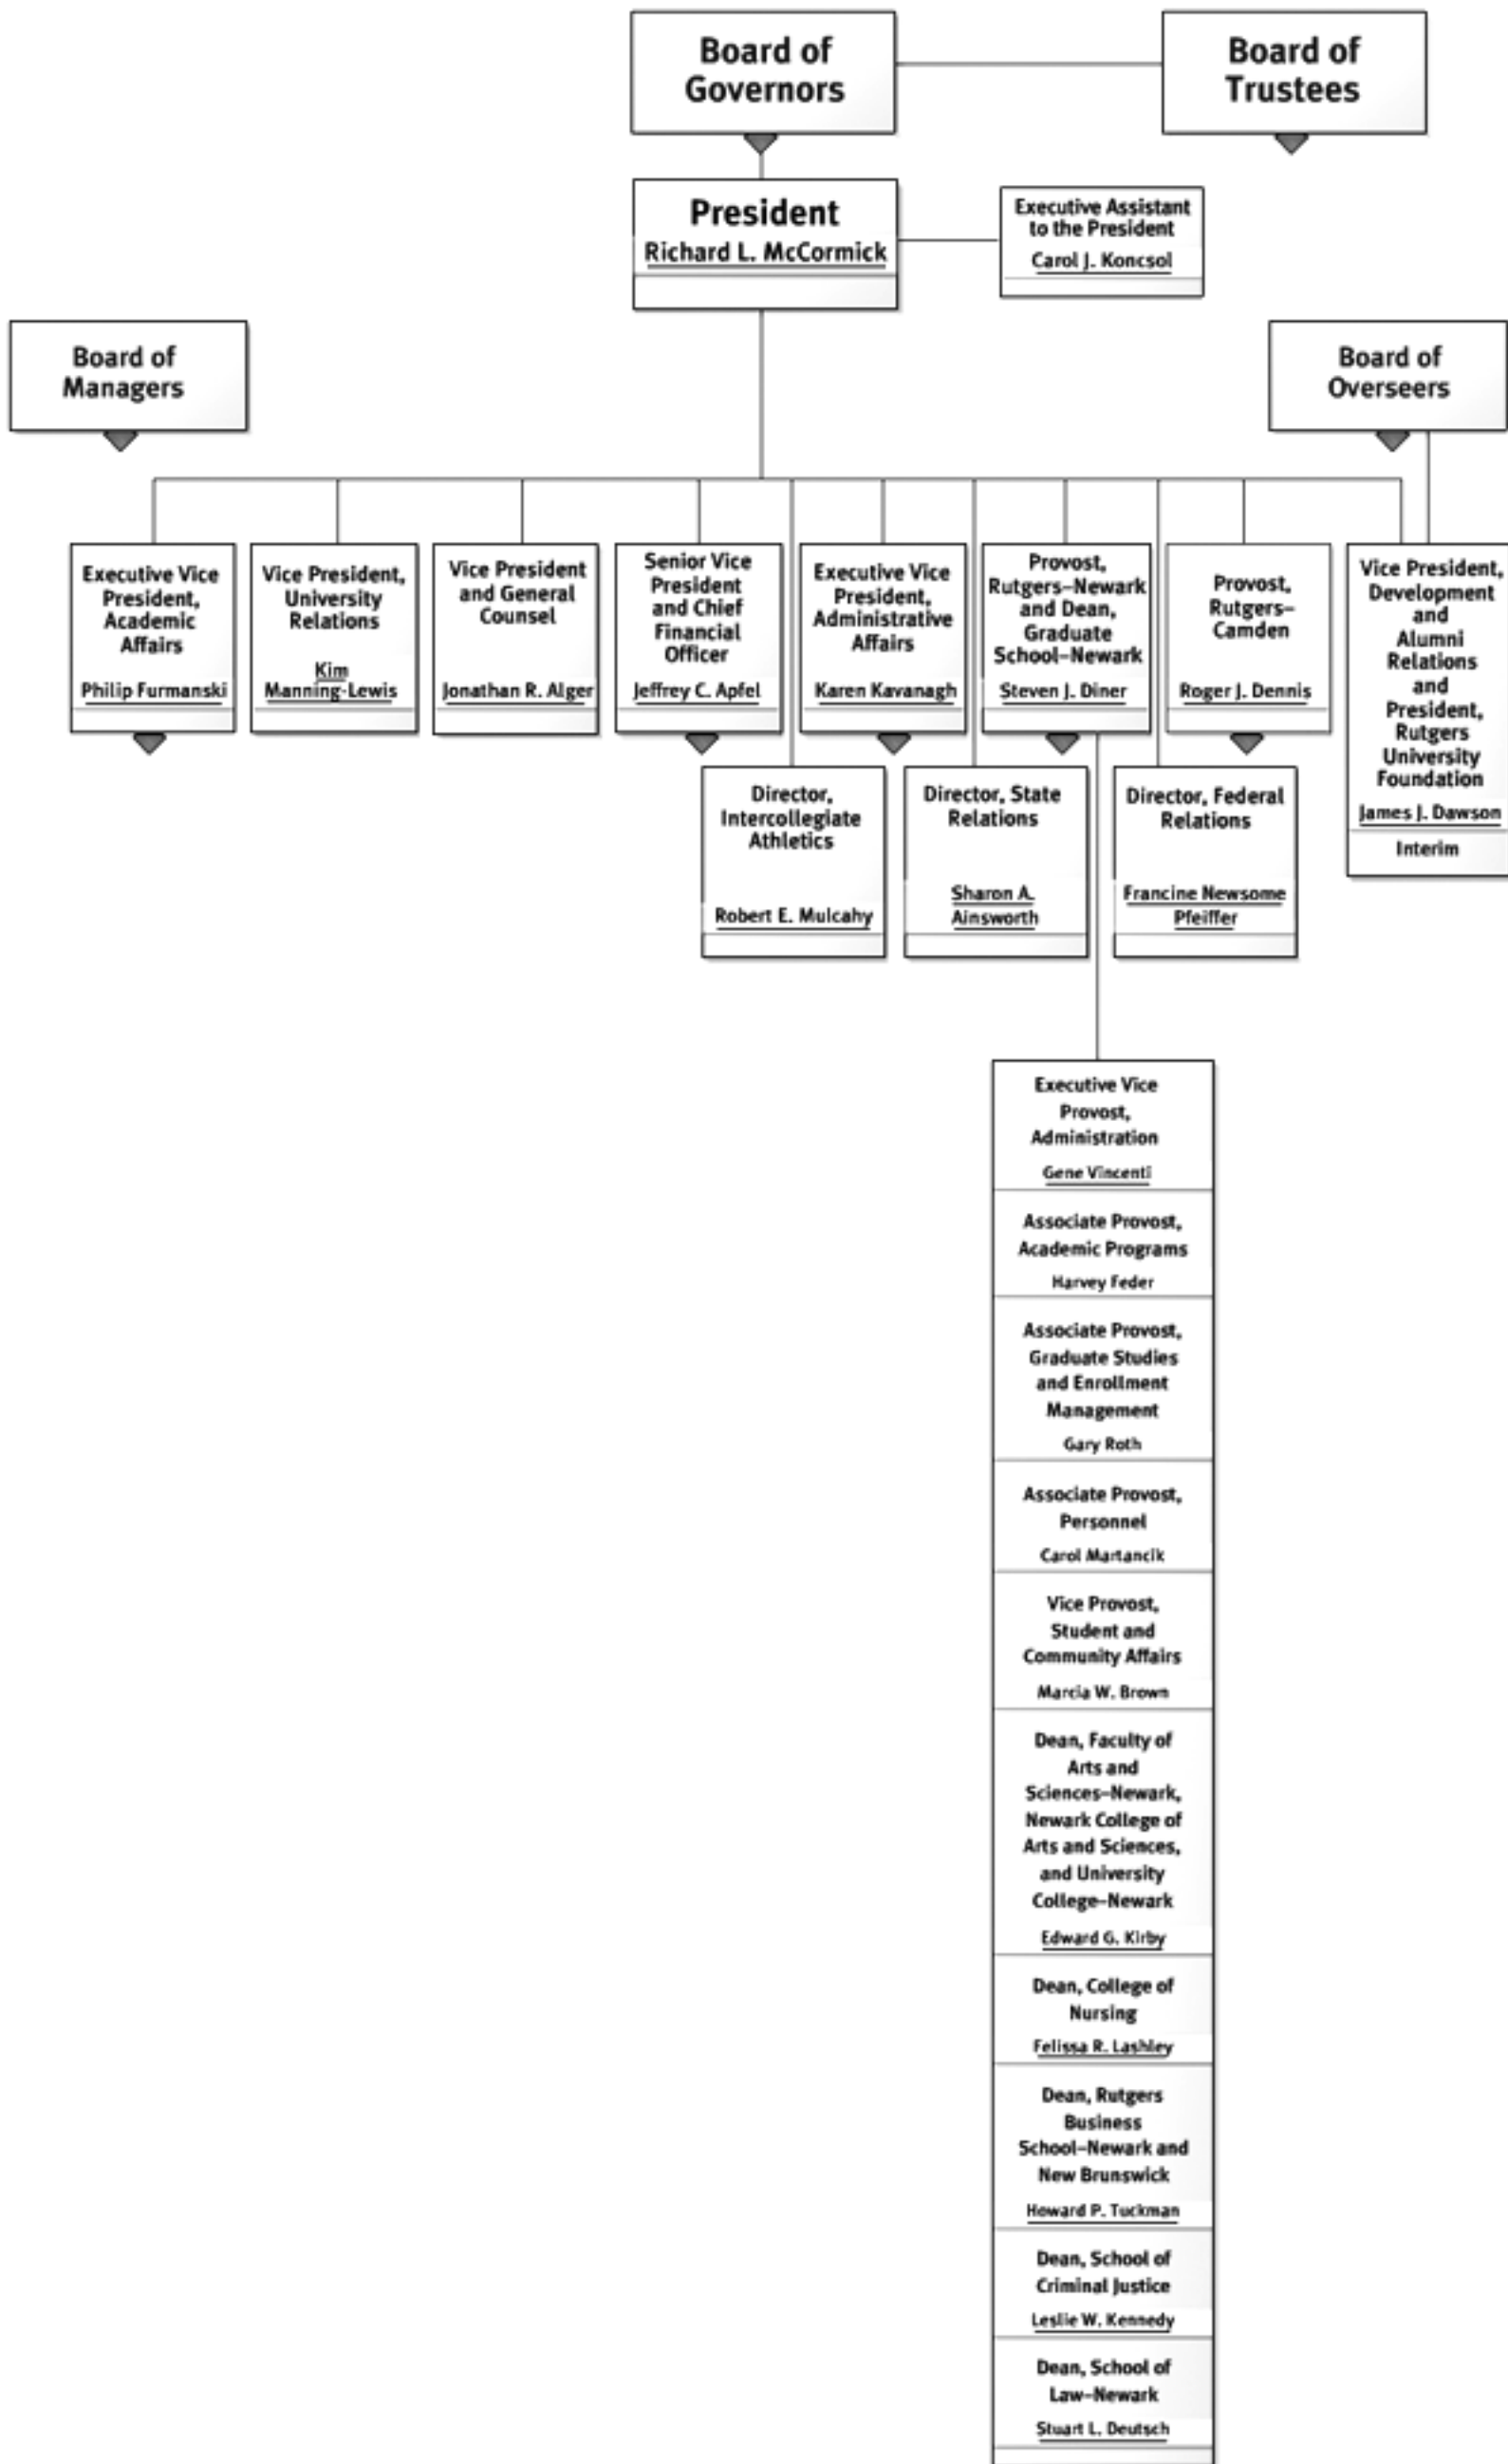 Board of
Governors
Board of
Trustees
President
Richard L. McCormick
Executive Assistant
to the President
Carol J. Koncsol
Board of
Managers
Board of
Overseers
Executive Vice
President,
Academic
Affairs
Philip Furmanski
Vice President,
University
Relations
Kim
Manning-Lewis
Vice President
and General
Counsel
Jonathan R. Alger
Senior Vice
President
and Chief
Financial
Officer
Jeffrey C. Apfel
Executive Vice
President,
Administrative
Affairs
Karen Kavanagh
Provost,
Rutgers–Newark
and Dean,
Graduate
School–Newark
Steven J. Diner
Provost,
Rutgers–
Camden
Roger J. Dennis
Vice President,
Development
and
Alumni
Relations
and
President,
Rutgers
University
Foundation
James J. Dawson
Interim
Director,
Intercollegiate
Athletics
Robert E. Mulcahy
Director, State
Relations
Sharon A.
Ainsworth
Director, Federal
Relations
Francine Newsome
Pfeiffer
Executive Vice
Provost,
Administration
Gene Vincenti
Associate Provost,
Academic Programs
Harvey Feder
Associate Provost,
Graduate Studies
and Enrollment
Management
Gary Roth
Associate Provost,
Personnel
Carol Martancik
Vice Provost,
Student and
Community Affairs
Marcia W. Brown
Dean, Faculty of
Arts and
Sciences–Newark,
Newark College of
Arts and Sciences,
and University
College–Newark
Edward G. Kirby
Dean, College of
Nursing
Felissa R. Lashley
Dean, Rutgers
Business
School–Newark and
New Brunswick
Howard P. Tuckman
Dean, School of
Criminal Justice
Leslie W. Kennedy
Dean, School of
Law–Newark
Stuart L. Deutsch